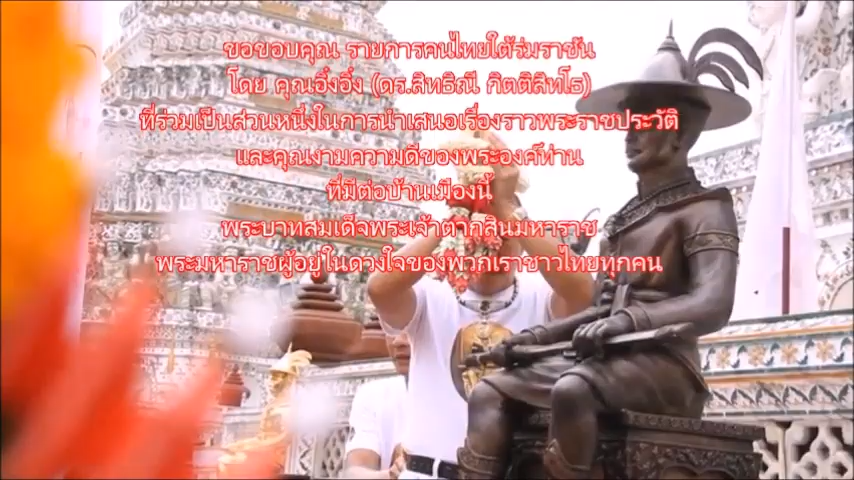 ขอขอบคุณ รายการคนไทยใต้ร่มราชัน
โดย คุณอึ๋งอึ๋ง (ดร.สิทธิณี กิตติสิทโธ)
ที่ร่วมเป็นส่วนหนึ่งในการนำเสนอเรื่องราวพระราชประวัติ
และคุณงามความดีของพระองค์ท่าน
ที่มีต่อบ้านเมืองนี้
พระบาทสมเด็จพระเจ้าตากสินมหาราช
พระมหาราชผู้อยู่ในดวงใจของพวกเราชาวไทยทุกคน